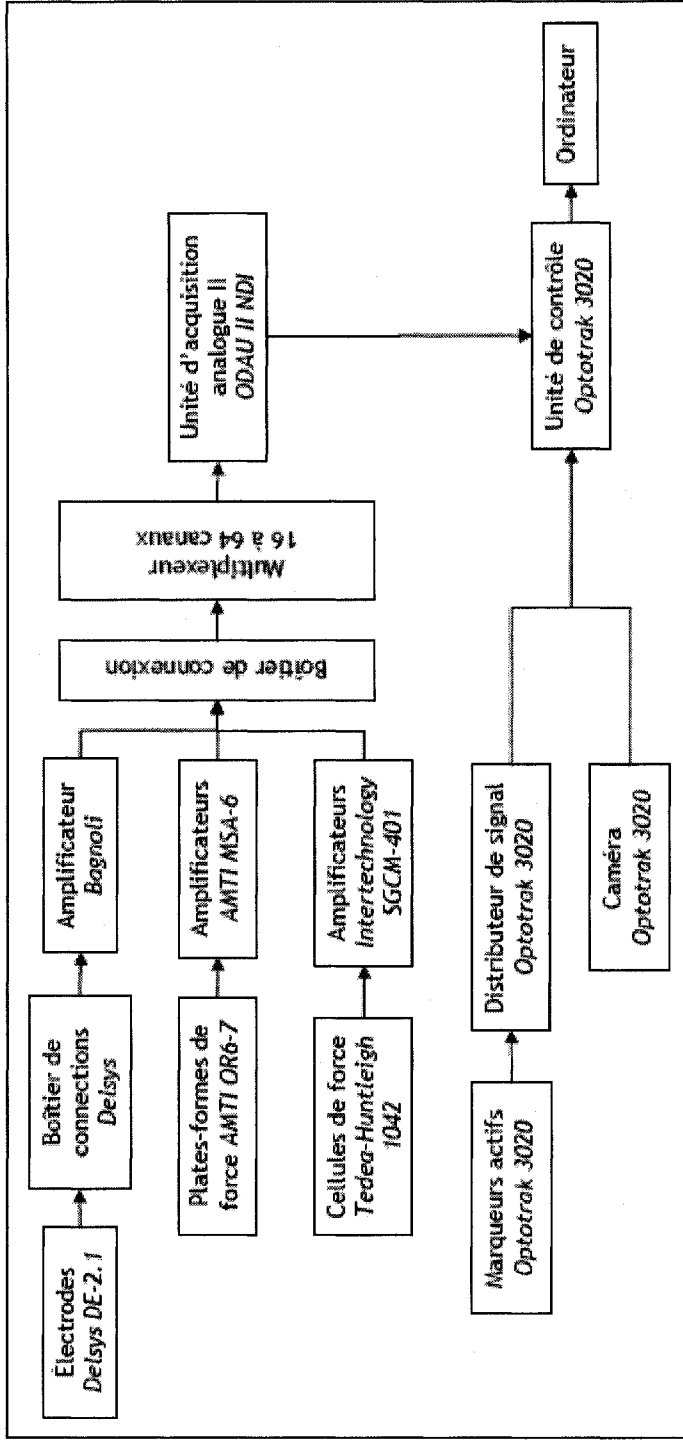 Électrodes
Delsys DE-2.1
Boîtier de
connections
Delsys
Amplificateur
Bagnoli
Plates-formes de
force AMTI OR6-7
Amplificateurs
AMTI MSA-6
Cellules de force
Tedea-Huntleigh
1042
Amplificateurs
Intertechnology
SGCM-401
Boîtier de connexion
Multiplexeur
16 à 64 canaux
Unité d'acquisition
analogue II
ODAU II NDI
Marqueurs actifs
Optotrak 3020
Distributeur de signal
Optotrak 3020
Caméra
Optotrak 3020
Unité de contrôle
Optotrak 3020
Ordinateur